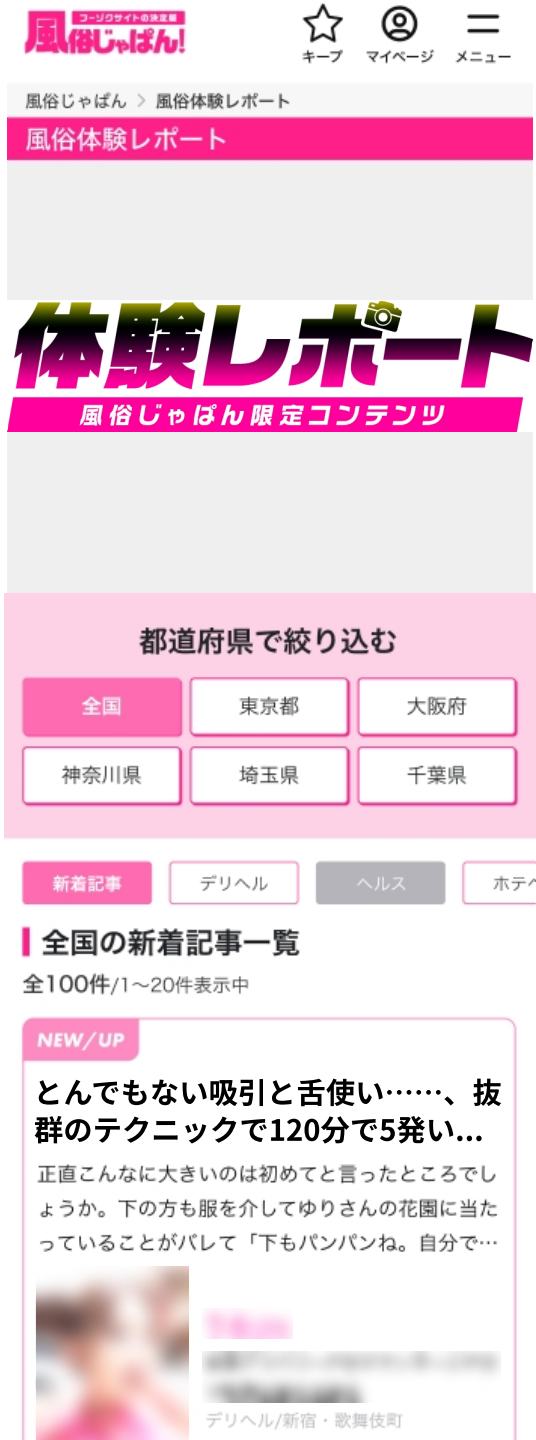 フーゾクサイトの決定版
風俗じゃぱん!
キープ
マイページ
メニュー
風俗じゃぱん > 風俗体験レポート
風俗体験レポート
体験レポート
風俗じゃぱん限定コンテンツ
都道府県で絞り込む
全国
東京都
大阪府
神奈川県
埼玉県
千葉県
新着記事
デリヘル
ヘルス
ホテヘ
全国の新着記事一覧
全100件/1〜20件表示中
NEW/UP
とんでもない吸引と舌使い……、抜
群のテクニックで120分で5発い...
正直こんなに大きいのは初めてと言ったところでし
ょうか。下の方も服を介してゆりさんの花園に当た
っていることがバレて「下もパンパンね。自分で…
デリヘル/新宿・歌舞伎町